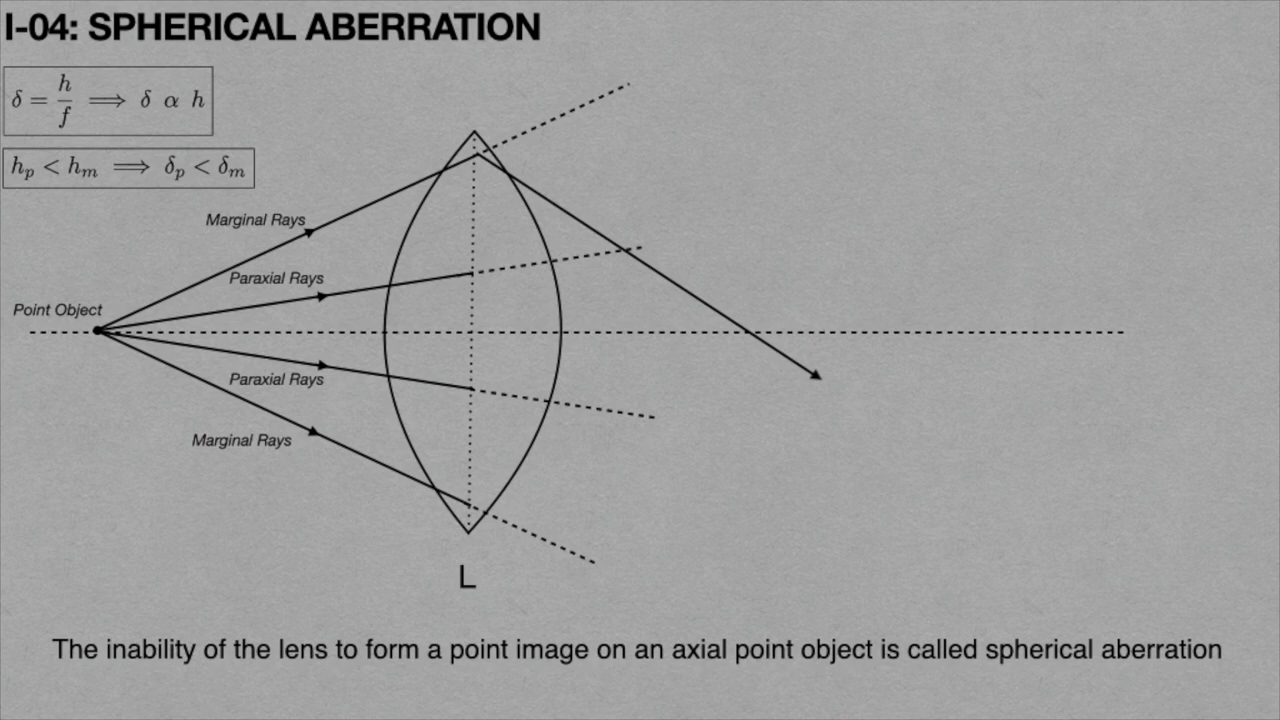 I-04: SPHERICAL ABERRATION
δ = h/f ⟹ δ α h
h_p < h_m ⟹ δ_p < δ_m
Marginal Rays
Paraxial Rays
Point Object
Paraxial Rays
Marginal Rays
L
The inability of the lens to form a point image on an axial point object is called spherical aberration